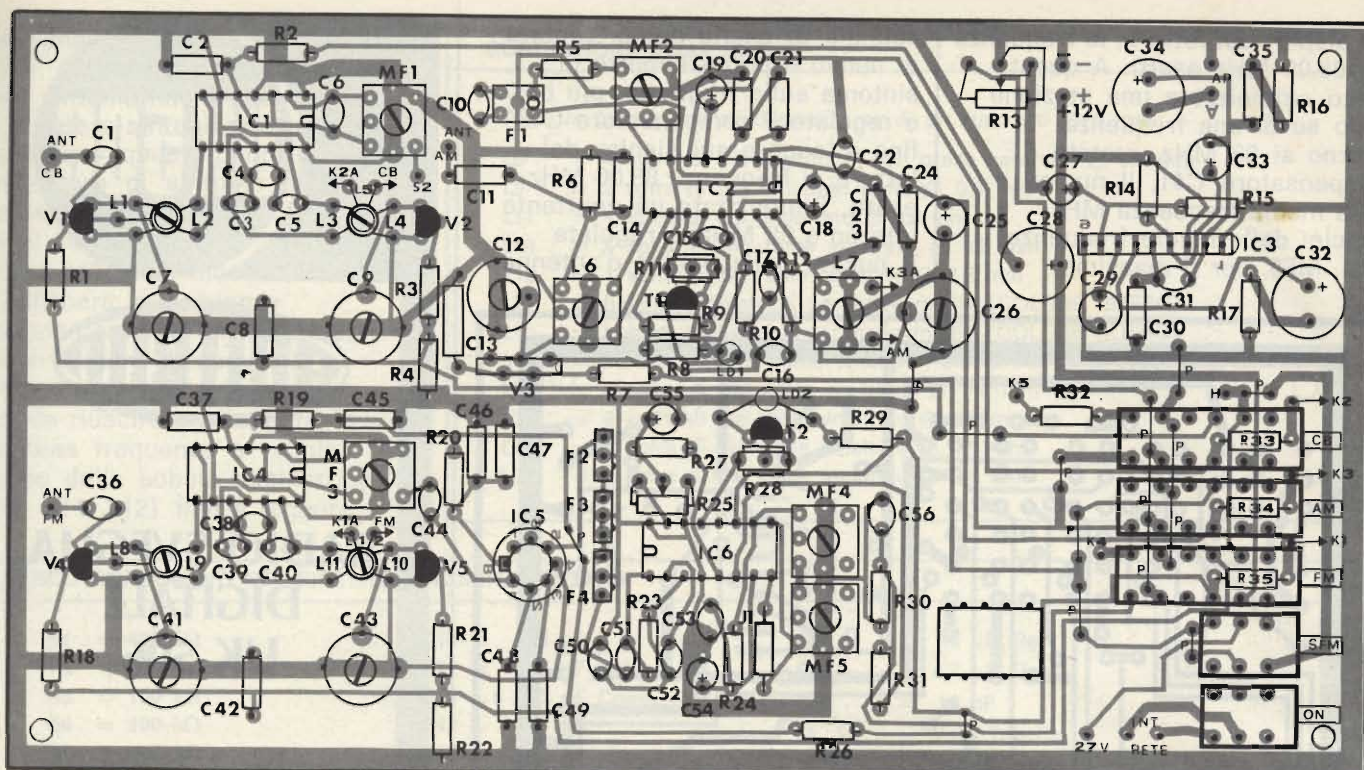 C2
R2
R5
MF2
C19
C20
C21
C34
C35
IC1
C6
MF1
C10
F1
ANT
AM
R13
+12V
R16
C1
ANT
CB
C4
K2A
CB
S2
C11
R6
IC2
C22
C24
C27
R14
C33
R15
V1
L1
L2
C3
C5
L3
L4
V2
C14
C18
C23
C25
C28
IC3
C32
R1
C7
C9
R3
C12
L6
R11
C15
C17
R12
L7
K3A
C29
C31
R17
C8
R4
C13
V3
R9
R8
R10
LD1
C16
AM
C26
C30
R7
LD2
P
C37
R19
C45
C46
C47
C55
R29
K5
R32
H
P
K2
IC4
MF3
R20
F2
R27
R28
R33
CB
K3
ANT
FM
C36
C38
C44
K1A
FM
IC5
F3
R25
MF4
C56
R34
AM
K1
V4
L8
L9
C39
C40
L11
L10
V5
F4
IC6
K4
R35
FM
R18
C41
C43
R21
C48
C50
C51
R23
C53
J1
R30
SFM
C42
R22
C49
C52
C54
R24
MF5
R31
R26
27V
INT
RETE
ON